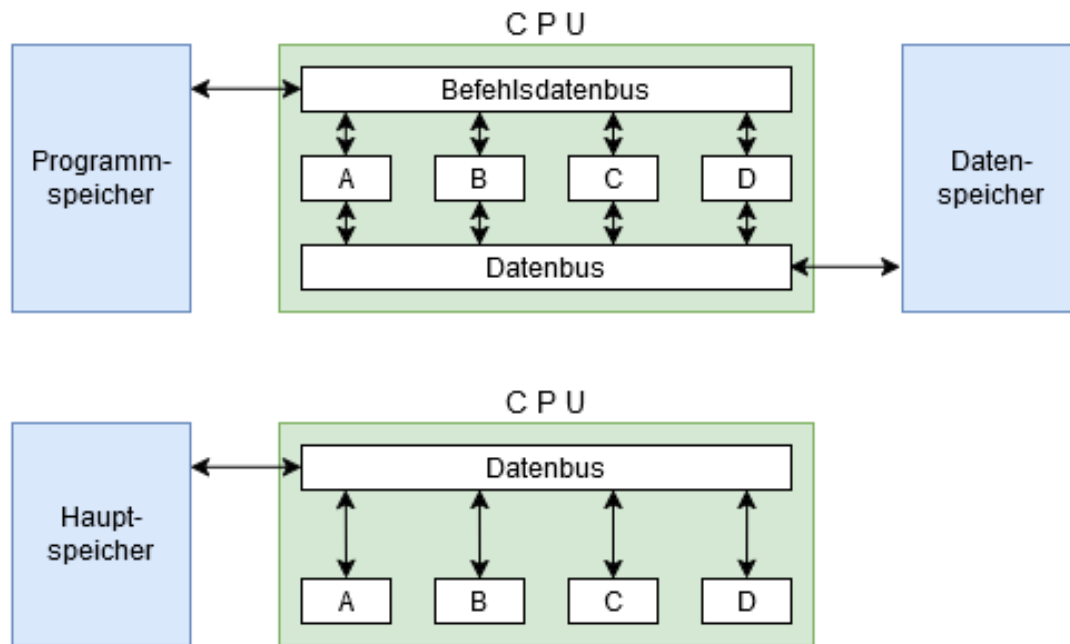 C P U
Befehlsdatenbus
Programm-
speicher
A
B
C
D
Daten-
speicher
Datenbus
C P U
Datenbus
Haupt-
speicher
A
B
C
D